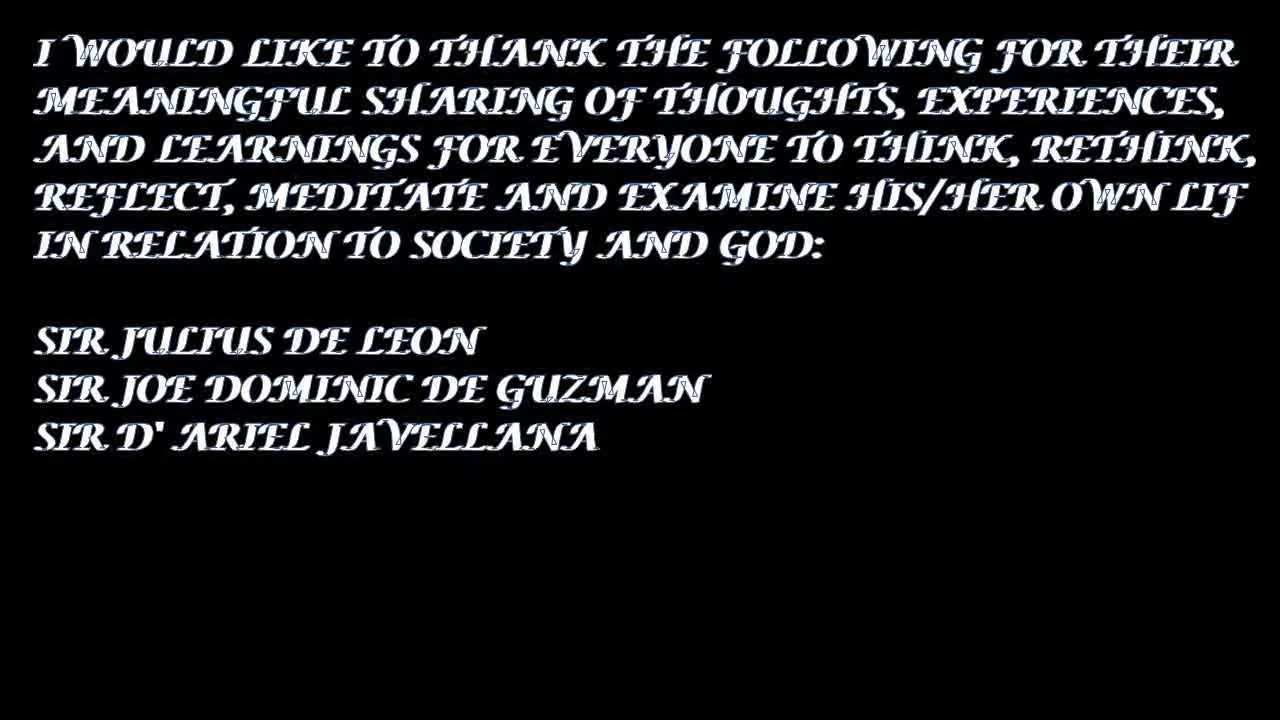 I WOULD LIKE TO THANK THE FOLLOWING FOR THEIR
MEANINGFUL SHARING OF THOUGHTS, EXPERIENCES,
AND LEARNINGS FOR EVERYONE TO THINK, RETHINK,
REFLECT, MEDITATE AND EXAMINE HIS/HER OWN LIF
IN RELATION TO SOCIETY AND GOD:
SIR JULIUS DE LEON
SIR JOE DOMINIC DE GUZMAN
SIR D' ARIEL JAVELLANA